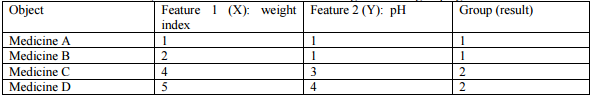 Object Feature 1 (X): weight index Feature 2 (Y): pH Group (result)
Medicine A 1 1 1
Medicine B 2 1 1
Medicine C 4 3 2
Medicine D 5 4 2